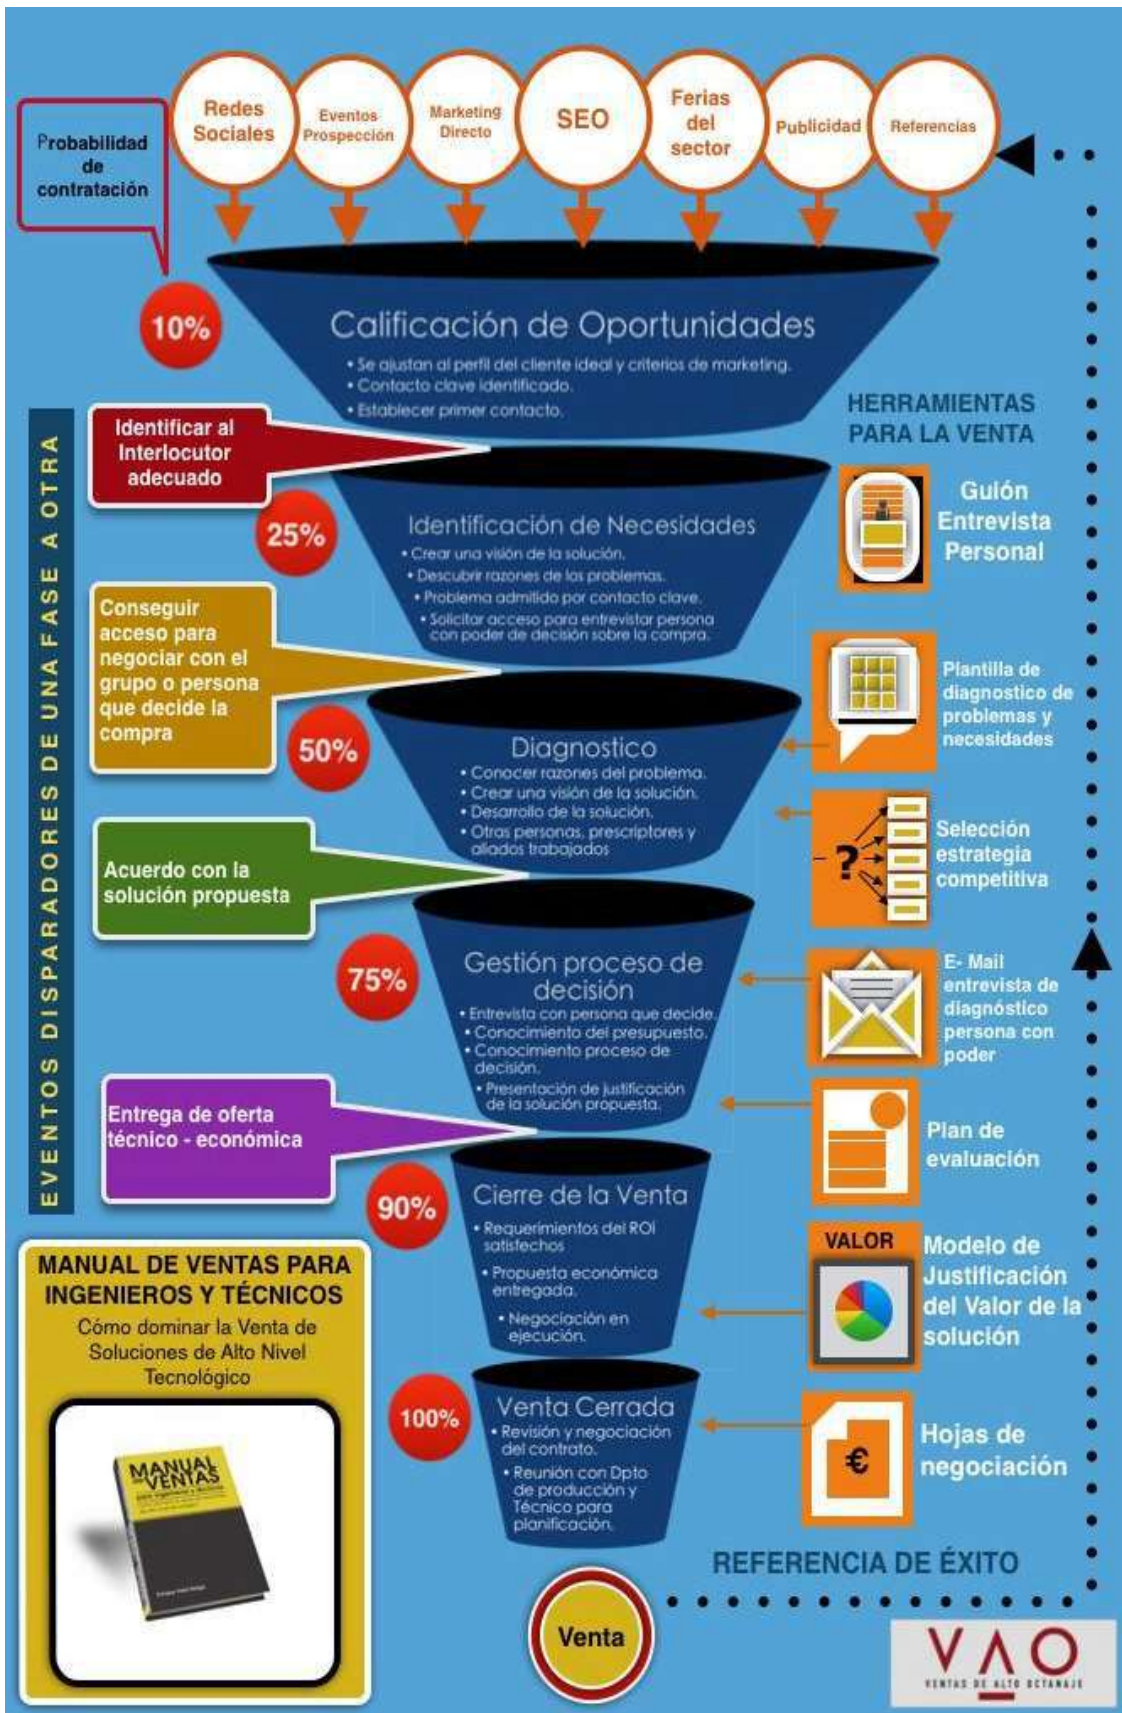 Redes
Sociales
Eventos
Prospección
Marketing
Directo
SEO
Ferias
del
sector
Publicidad
Referencias
Probabilidad
de
contratación
10%
Calificación de Oportunidades
• Se ajustan al perfil del cliente ideal y criterios de marketing.
• Contacto clave identificado.
• Establecer primer contacto.
EVENTOS DISPARADORES DE UNA FASE A OTRA
Identificar al
Interlocutor
adecuado
HERRAMIENTAS
PARA LA VENTA
25%
Identificación de Necesidades
• Crear una visión de la solución.
• Descubrir razones de los problemas.
• Problema admitido por contacto clave.
• Solicitar acceso para entrevistar persona
con poder de decisión sobre la compra.
Guión
Entrevista
Personal
Conseguir
acceso para
negociar con el
grupo o persona
que decide la
compra
50%
Diagnostico
• Conocer razones del problema.
• Crear una visión de la solución.
• Desarrollo de la solución.
• Otras personas, prescriptores y
aliados trabajados
Plantilla de
diagnostico de
problemas y
necesidades
?
Selección
estrategia
competitiva
Acuerdo con la
solución propuesta
75%
Gestión proceso de
decisión
• Entrevista con persona que decide.
• Conocimiento del presupuesto.
• Conocimiento proceso de
decisión.
• Presentación de justificación
de la solución propuesta.
E- Mail
entrevista de
diagnóstico
persona con
poder
Plan de
evaluación
Entrega de oferta
técnico - económica
90%
Cierre de la Venta
• Requerimientos del ROI
satisfechos
• Propuesta económica
entregada.
• Negociación en
ejecución.
VALOR
Modelo de
Justificación
del Valor de la
solución
100%
Venta Cerrada
• Revisión y negociación
del contrato.
• Reunión con Dpto
de producción y
Técnico para
planificación.
€
Hojas de
negociación
MANUAL DE VENTAS PARA
INGENIEROS Y TÉCNICOS
Cómo dominar la Venta de
Soluciones de Alto Nivel
Tecnológico
MANUAL
VENTAS
Venta
REFERENCIA DE ÉXITO
VAO
VENTAS DE ALTO OCTANAJE